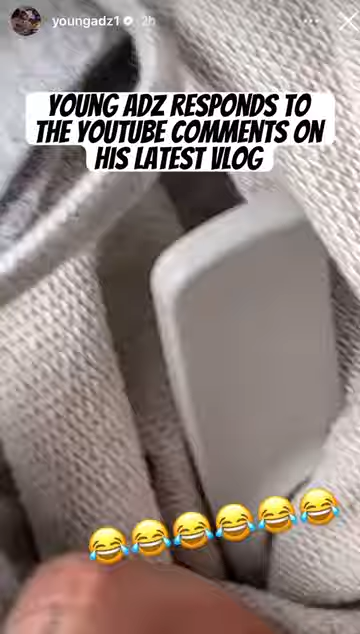 youngadz1 2h
YOUNG ADZ RESPONDS TO
THE YOUTUBE COMMENTS ON
HIS LATEST VLOG